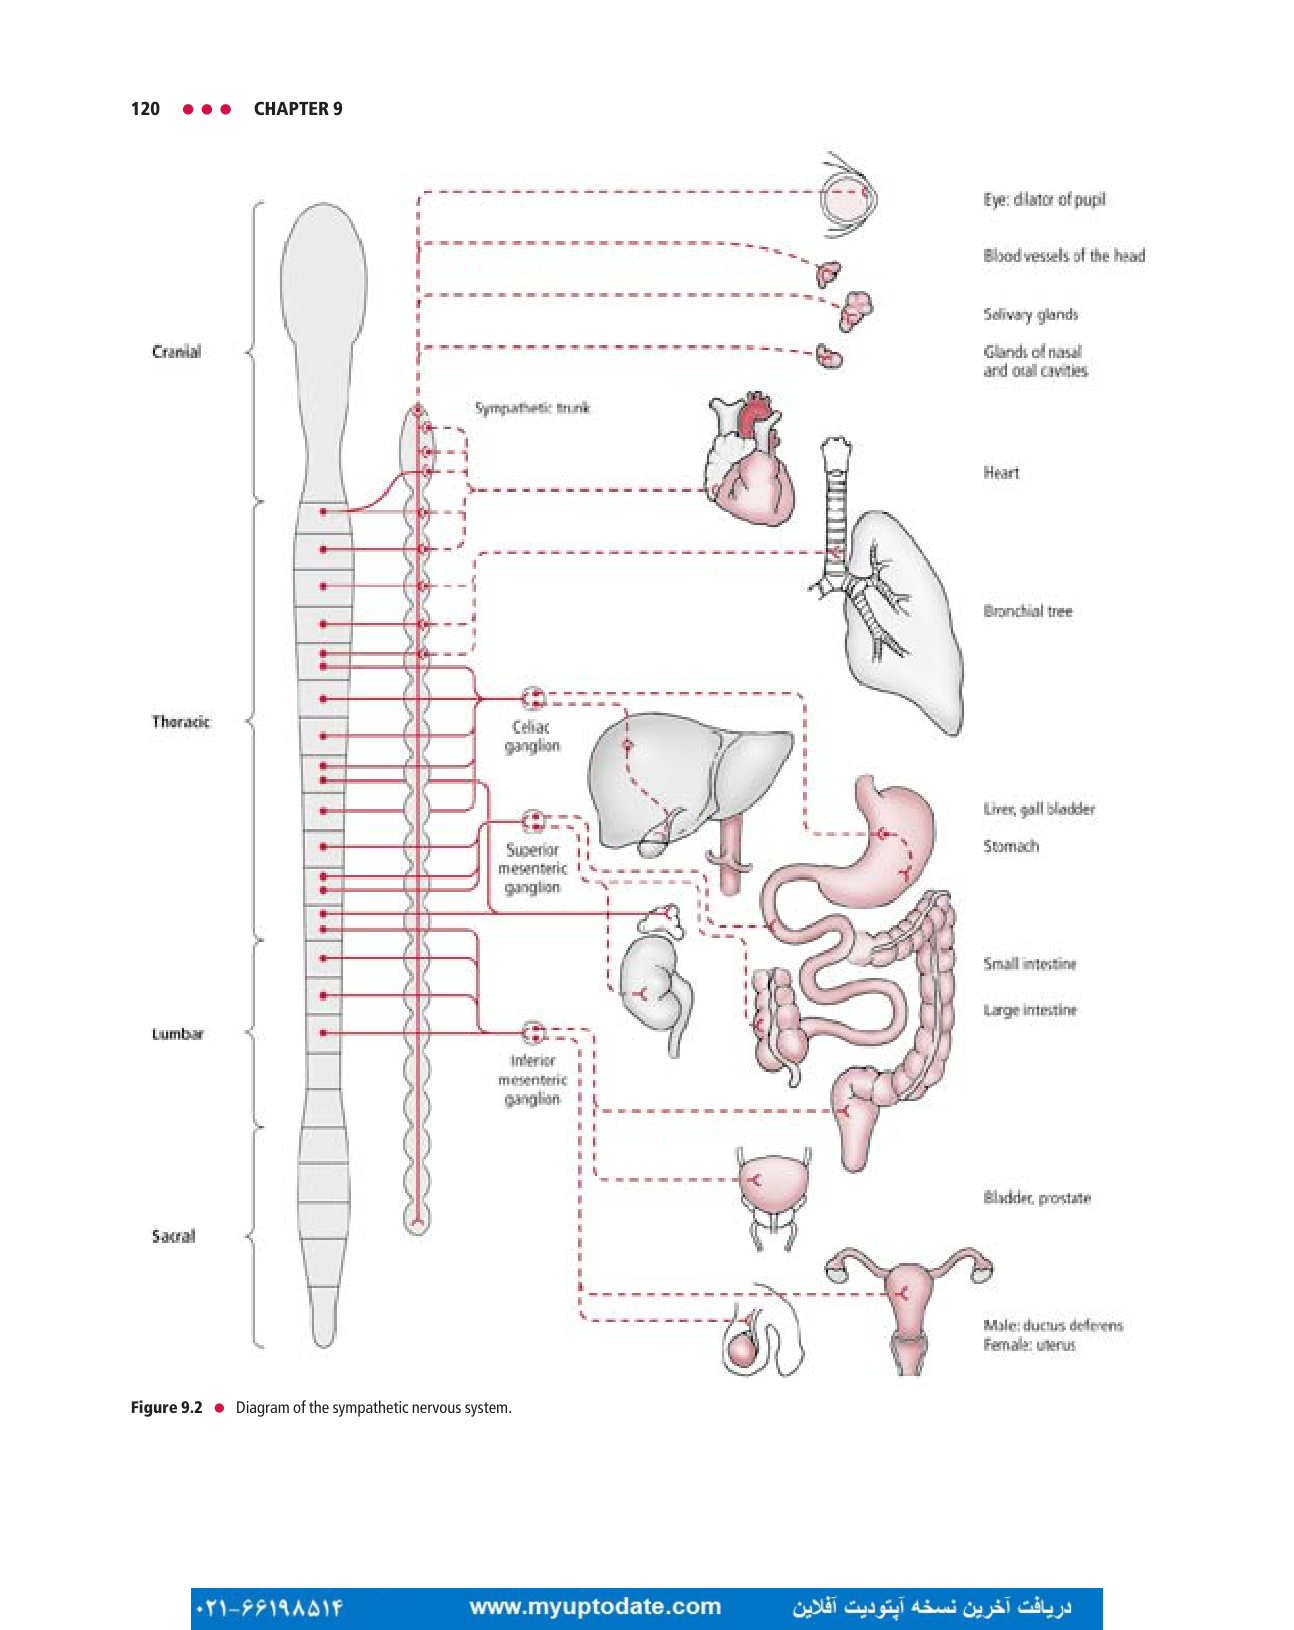 120 ●●● CHAPTER 9
Eye: dilator of pupil
Blood vessels of the head
Salivary glands
Cranial
Glands of nasal
and oral cavities
Sympathetic trunk
Heart
Bronchial tree
Thoracic
Celiac
ganglion
Liver, gall bladder
Stomach
Superior
mesenteric
ganglion
Small intestine
Large intestine
Lumbar
Inferior
mesenteric
ganglion
Bladder, prostate
Sacral
Male: ductus deferens
Female: uterus
Figure 9.2 ● Diagram of the sympathetic nervous system.
۰۲۱-۶۶۱۹۸۵۱۴
www.myuptodate.com
دریافت آخرین نسخه آپتودیت آفلاین